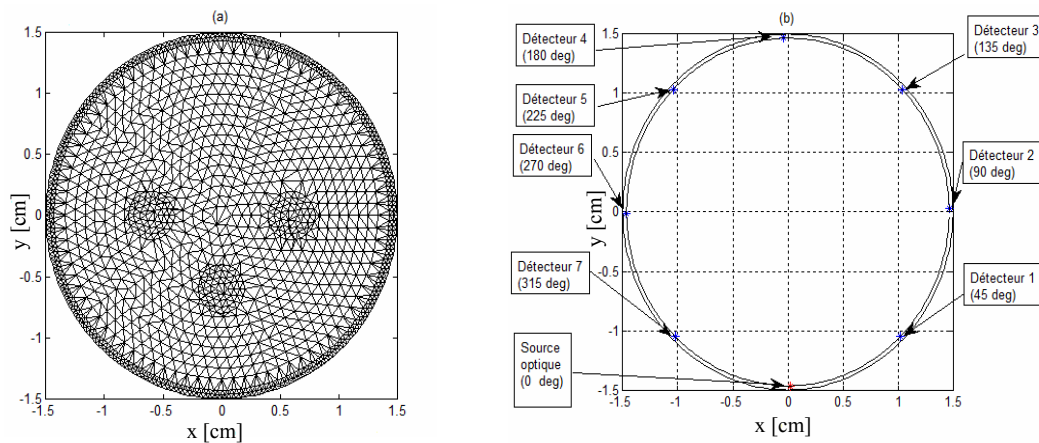 (a)
1.5
1
0.5
0
-0.5
-1
-1.5
y [cm]
-1.5
-1
-0.5
0
0.5
1
1.5
x [cm]
(b)
Détecteur 4
(180 deg)
Détecteur 3
(135 deg)
Détecteur 5
(225 deg)
Détecteur 6
(270 deg)
Détecteur 2
(90 deg)
Détecteur 7
(315 deg)
Détecteur 1
(45 deg)
Source
optique
(0 deg)
1.5
1
0.5
0
-0.5
-1
-1.5
y [cm]
-1.5
-1
-0.5
0
0.5
1
1.5
x [cm]